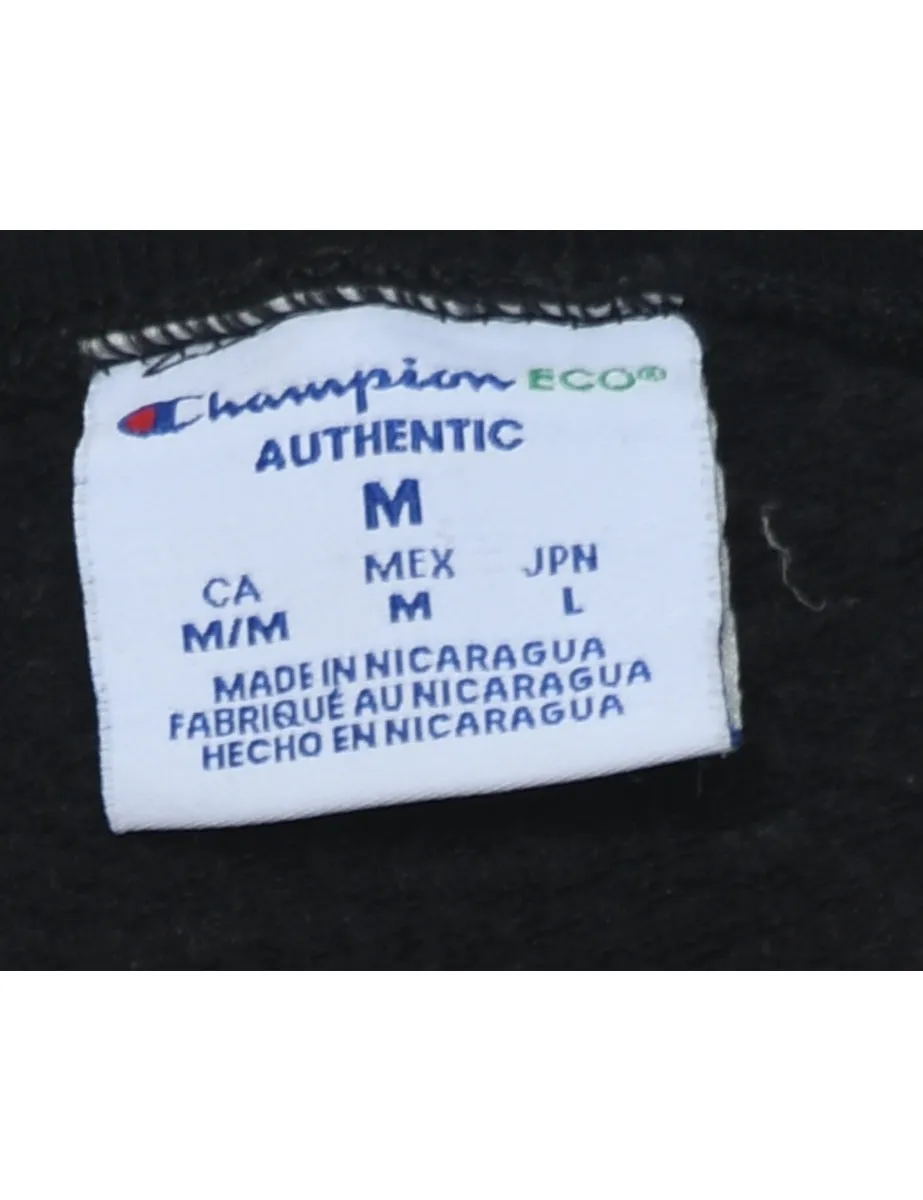 Champion ECO®
AUTHENTIC
M
CA MEX JPN
M/M M L
MADE IN NICARAGUA
FABRIQUÉ AU NICARAGUA
HECHO EN NICARAGUA